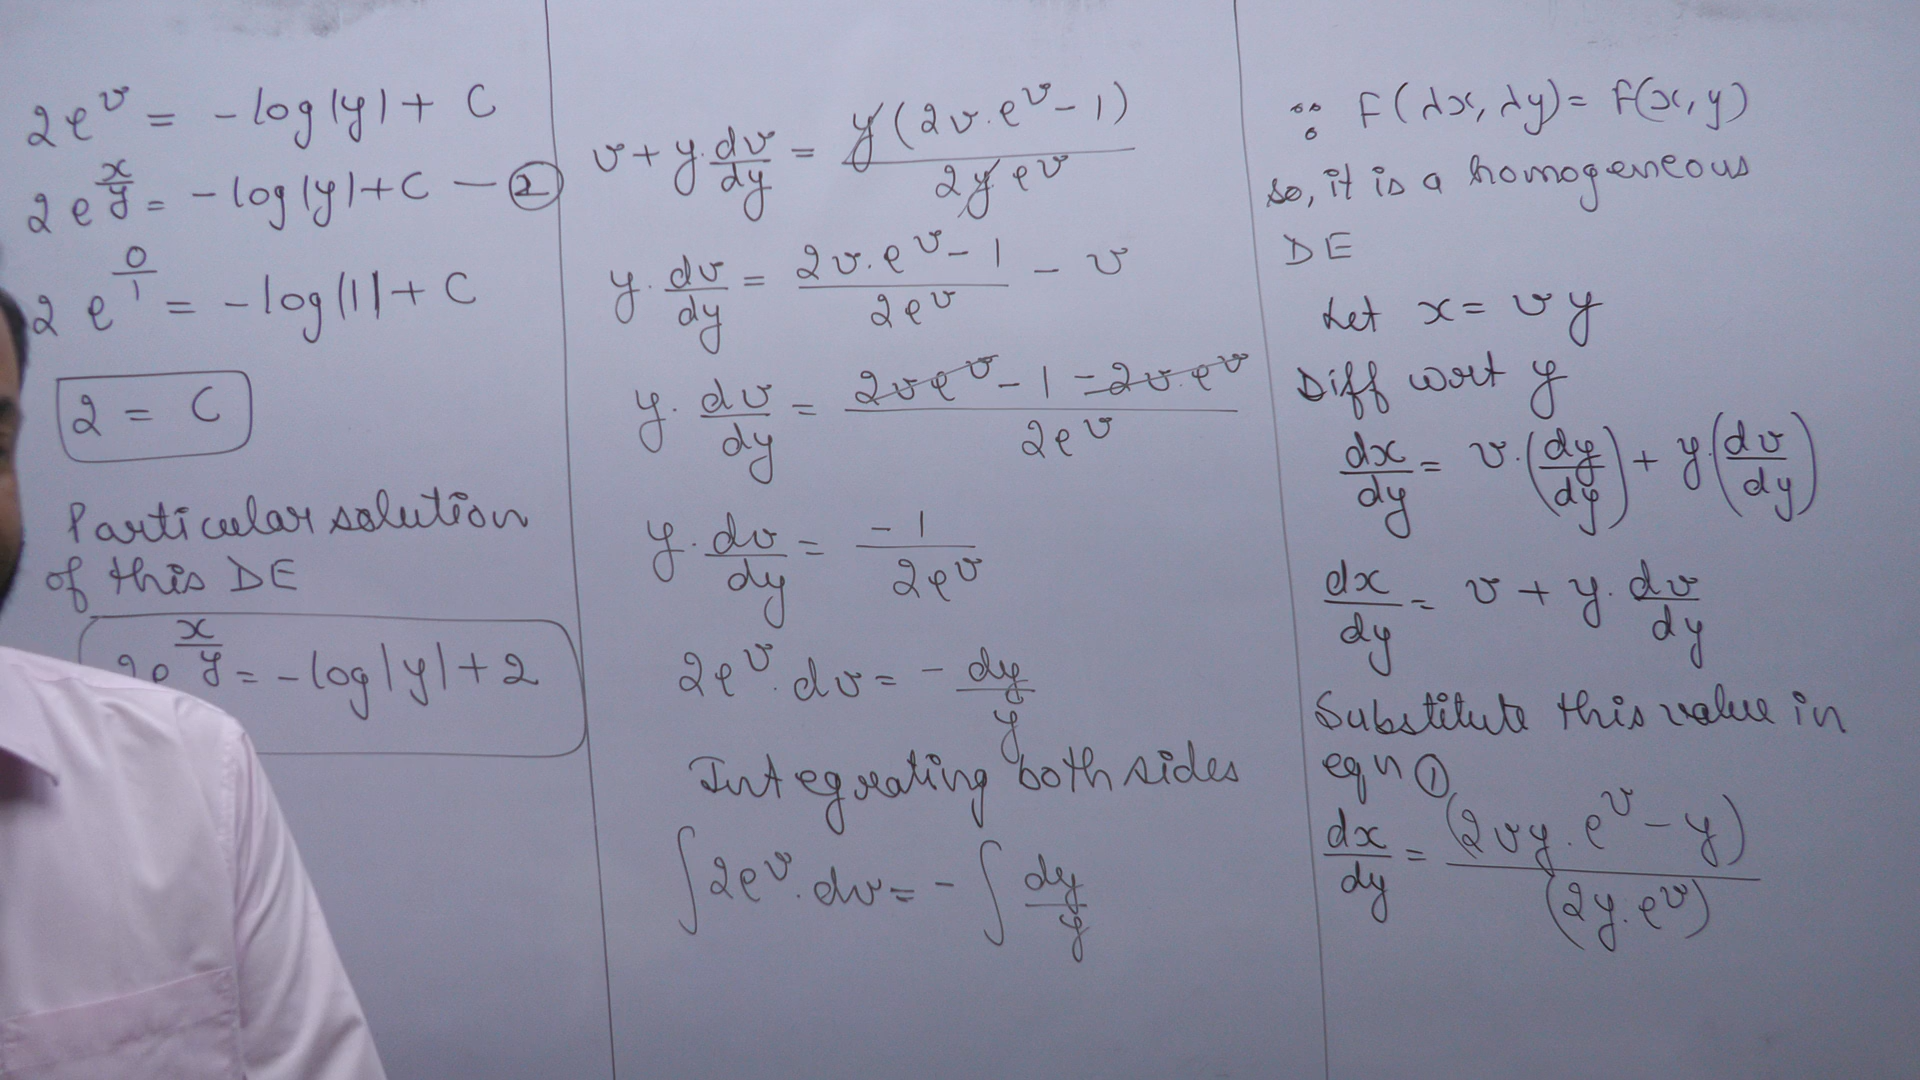 2e^v = -log|y| + C
2e^(x/y) = -log|y|+C — ②
2 e^(0/1) = -log|1| + C
2 = C
Particular solution
of this DE
2e^(x/y) = -log|y|+2
v + y.dv/dy = y(2v.e^v - 1)/2y e^v
y.dv/dy = (2v.e^v - 1)/2e^v - v
y.dv/dy = (2ve^v - 1 - 2v.e^v)/2e^v
y.dv/dy = -1/2e^v
2e^v.dv = -dy/y
Integrating both sides
∫2e^v.dv = -∫dy/y
∵ F(λx, λy) = F(x, y)
so, it is a homogeneous
DE
Let x = vy
Diff wrt y
dx/dy = v.(dy/dy) + y.(dv/dy)
dx/dy = v + y.dv/dy
Substitute this value in
eqn ①
dx/dy = (2vy.e^v - y)/(2y.e^v)